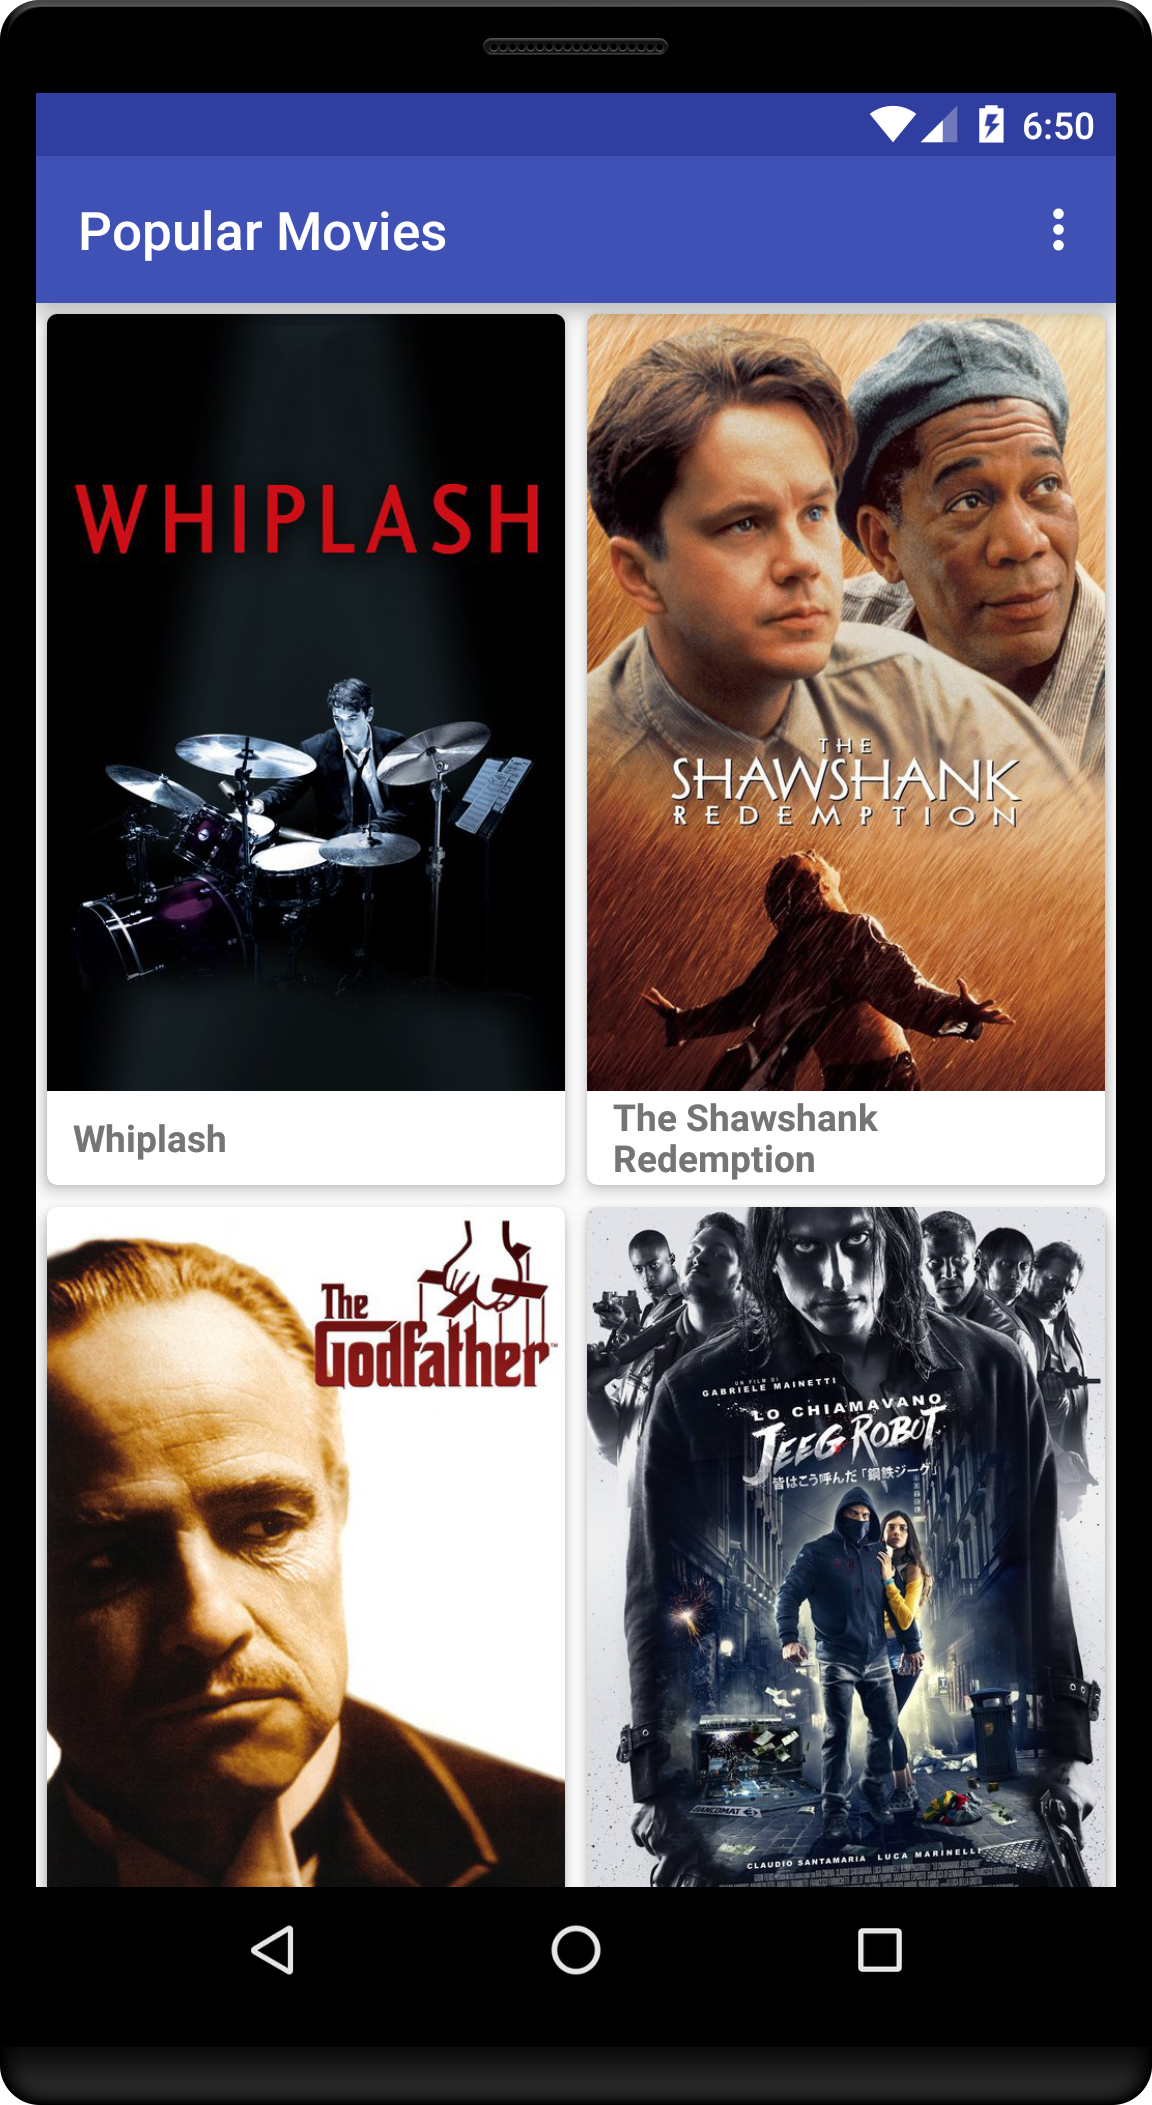 6:50
Popular Movies
WHIPLASH
THE
SHAWSHANK
REDEMPTION
Whiplash
The Shawshank
Redemption
The
Godfather
UN FILM DI
GABRIELE MAINETTI
LO CHIAMAVANO
JEEG ROBOT
皆はこう呼んだ「鋼鉄ジーグ」
BANCOMAT
CLAUDIO SANTAMARIA LUCA MARINELLI